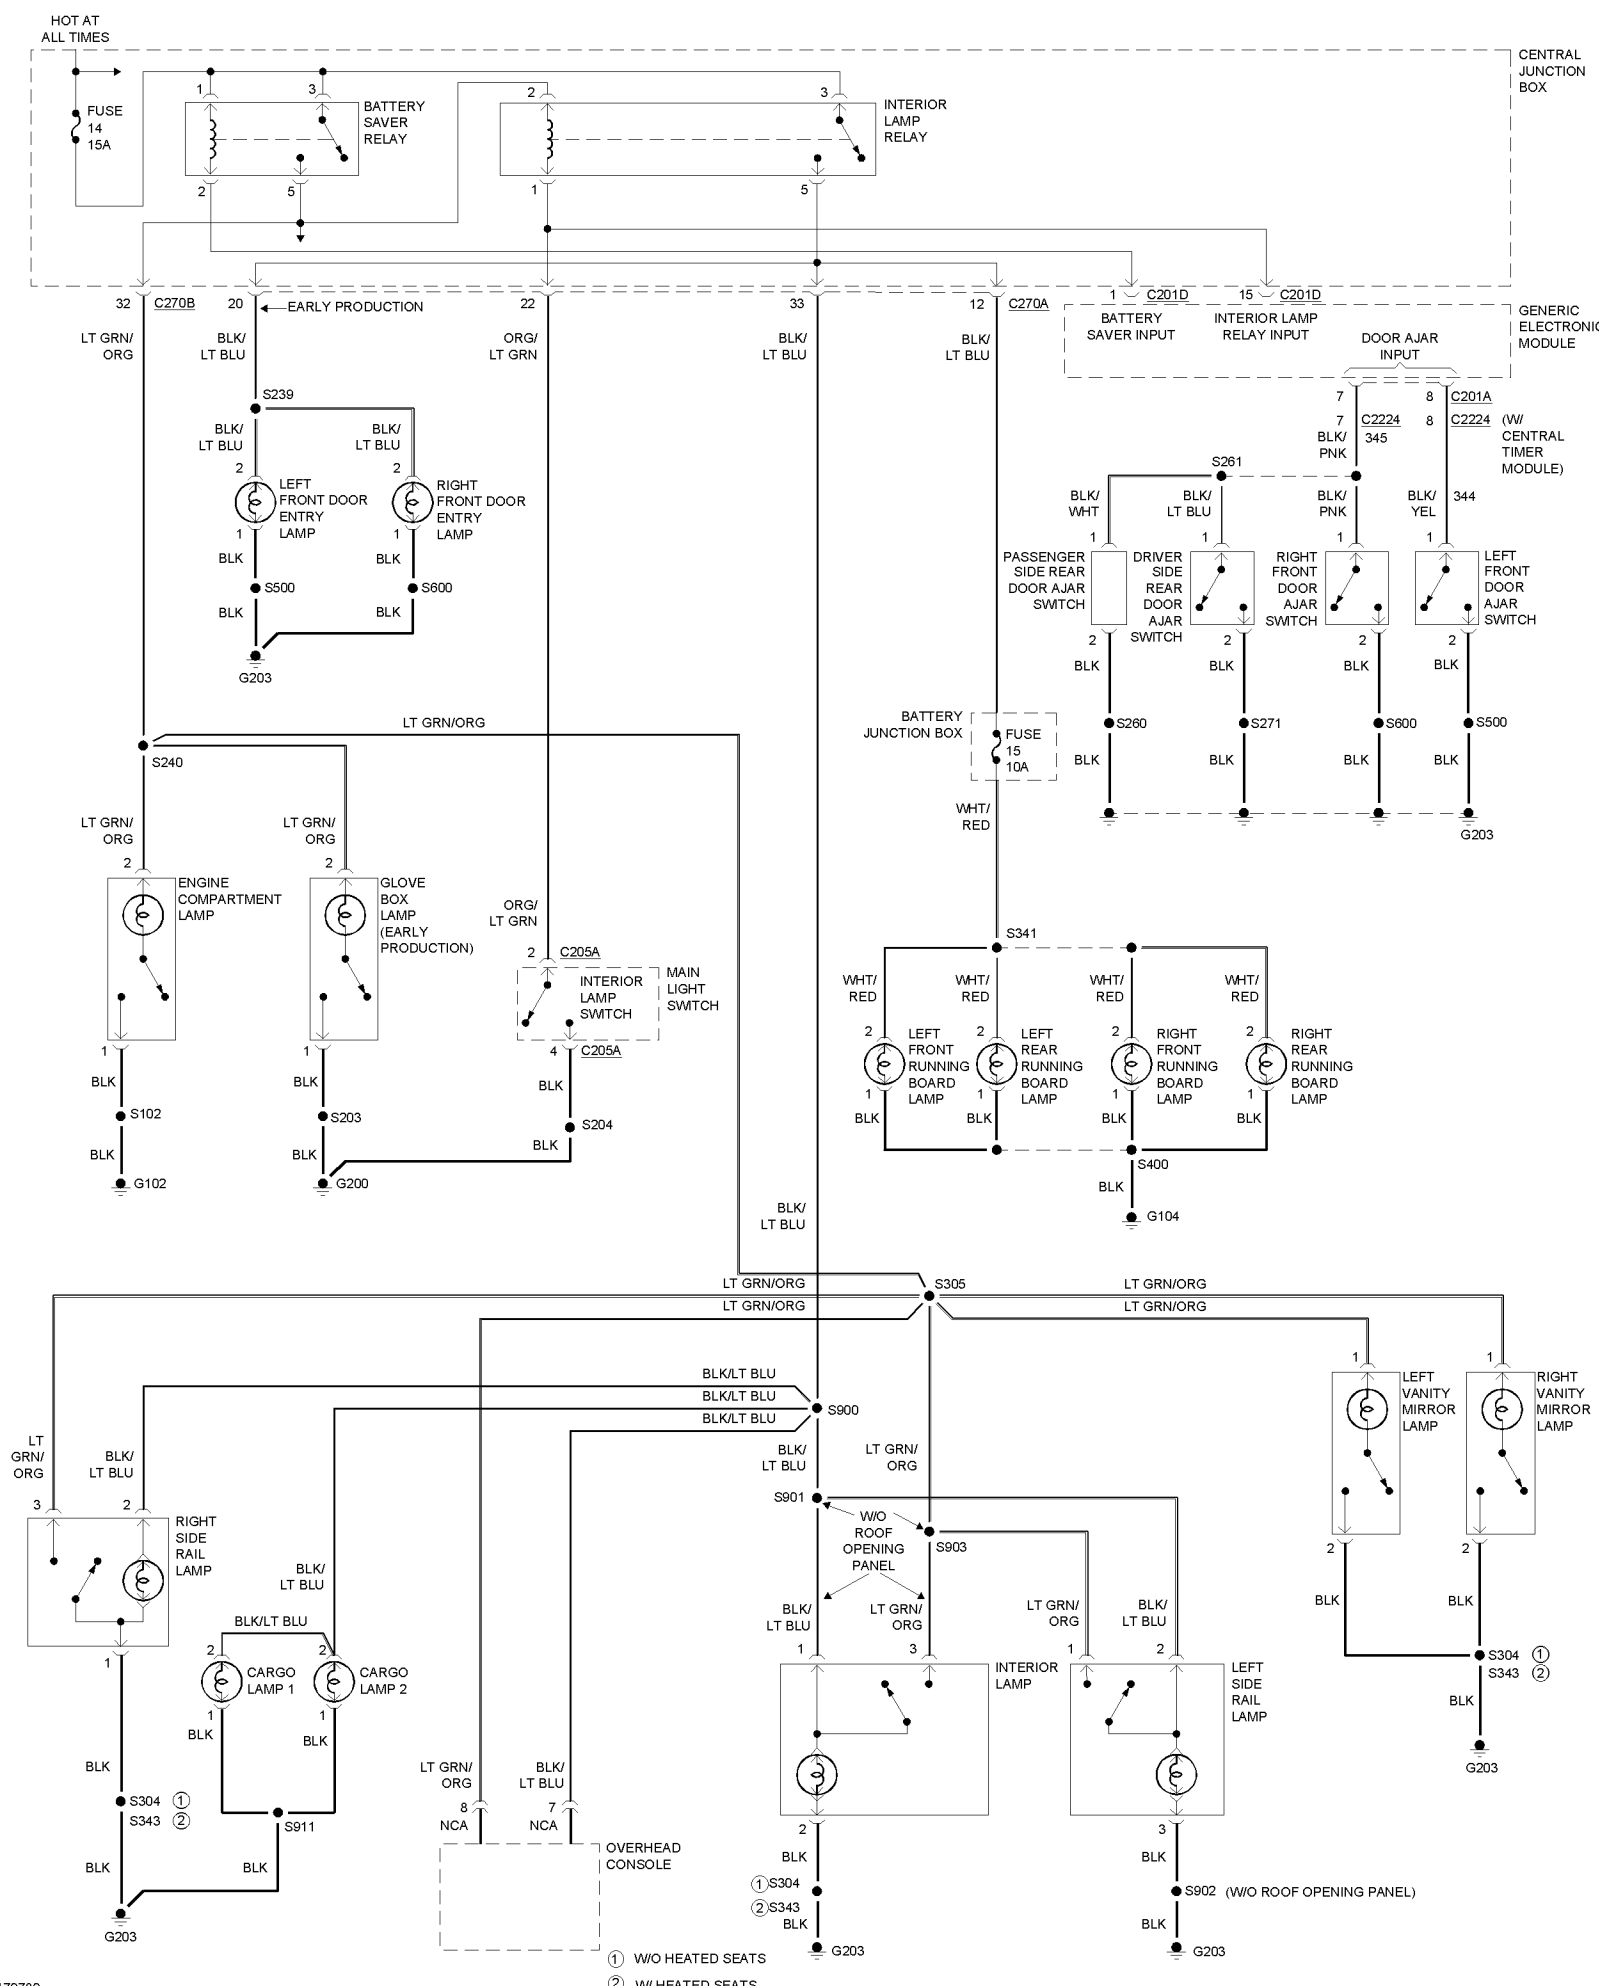 HOT AT
ALL TIMES
CENTRAL
JUNCTION
BOX
FUSE
14
15A
1
3
BATTERY
SAVER
RELAY
2
3
INTERIOR
LAMP
RELAY
2
5
1
5
32
C270B
20
EARLY PRODUCTION
22
33
12
C270A
1
C201D
15
C201D
BATTERY
SAVER INPUT
INTERIOR LAMP
RELAY INPUT
DOOR AJAR
INPUT
GENERIC
ELECTRONIC
MODULE
LT GRN/
ORG
BLK/
LT BLU
ORG/
LT GRN
BLK/
LT BLU
BLK/
LT BLU
7
8
C201A
7
C2224
8
C2224
(W/
CENTRAL
TIMER
MODULE)
BLK/
PNK
345
S239
BLK/
LT BLU
BLK/
LT BLU
2
2
LEFT
FRONT DOOR
ENTRY
LAMP
RIGHT
FRONT DOOR
ENTRY
LAMP
1
1
BLK
BLK
S500
S600
BLK
BLK
G203
S261
BLK/
WHT
BLK/
LT BLU
BLK/
PNK
BLK/
YEL
344
1
1
1
1
PASSENGER
SIDE REAR
DOOR AJAR
SWITCH
DRIVER
SIDE
REAR
DOOR
AJAR
SWITCH
RIGHT
FRONT
DOOR
AJAR
SWITCH
LEFT
FRONT
DOOR
AJAR
SWITCH
2
2
2
2
BLK
BLK
BLK
BLK
S260
S271
S600
S500
BLK
BLK
BLK
BLK
G203
LT GRN/ORG
S240
BATTERY
JUNCTION BOX
FUSE
15
10A
WHT/
RED
LT GRN/
ORG
LT GRN/
ORG
2
2
ENGINE
COMPARTMENT
LAMP
GLOVE
BOX
LAMP
(EARLY
PRODUCTION)
ORG/
LT GRN
2
C205A
INTERIOR
LAMP
SWITCH
MAIN
LIGHT
SWITCH
4
C205A
1
1
BLK
BLK
BLK
S102
S203
S204
BLK
BLK
BLK
G102
G200
S341
WHT/
RED
WHT/
RED
WHT/
RED
WHT/
RED
2
2
2
2
LEFT
FRONT
RUNNING
BOARD
LAMP
LEFT
REAR
RUNNING
BOARD
LAMP
RIGHT
FRONT
RUNNING
BOARD
LAMP
RIGHT
REAR
RUNNING
BOARD
LAMP
1
1
1
1
BLK
BLK
BLK
BLK
S400
BLK
G104
BLK/
LT BLU
LT GRN/ORG
S305
LT GRN/ORG
LT GRN/ORG
LT GRN/ORG
BLK/LT BLU
BLK/LT BLU
BLK/LT BLU
S900
1
1
LEFT
VANITY
MIRROR
LAMP
RIGHT
VANITY
MIRROR
LAMP
2
2
BLK
BLK
S304 1
S343 2
BLK
G203
LT
GRN/
ORG
BLK/
LT BLU
3
2
RIGHT
SIDE
RAIL
LAMP
1
BLK/
LT BLU
BLK/LT BLU
2
2
CARGO
LAMP 1
CARGO
LAMP 2
1
1
BLK
BLK
BLK
S304 1
S343 2
S911
BLK
BLK
G203
BLK/
LT BLU
LT GRN/
ORG
S901
W/O
ROOF
OPENING
PANEL
S903
BLK/
LT BLU
LT GRN/
ORG
LT GRN/
ORG
BLK/
LT BLU
1
3
1
2
INTERIOR
LAMP
LEFT
SIDE
RAIL
LAMP
LT GRN/
ORG
BLK/
LT BLU
8
7
NCA
NCA
OVERHEAD
CONSOLE
2
3
BLK
BLK
1 S304
2 S343
S902 (W/O ROOF OPENING PANEL)
BLK
BLK
G203
G203
1 W/O HEATED SEATS
2 W/ HEATED SEATS